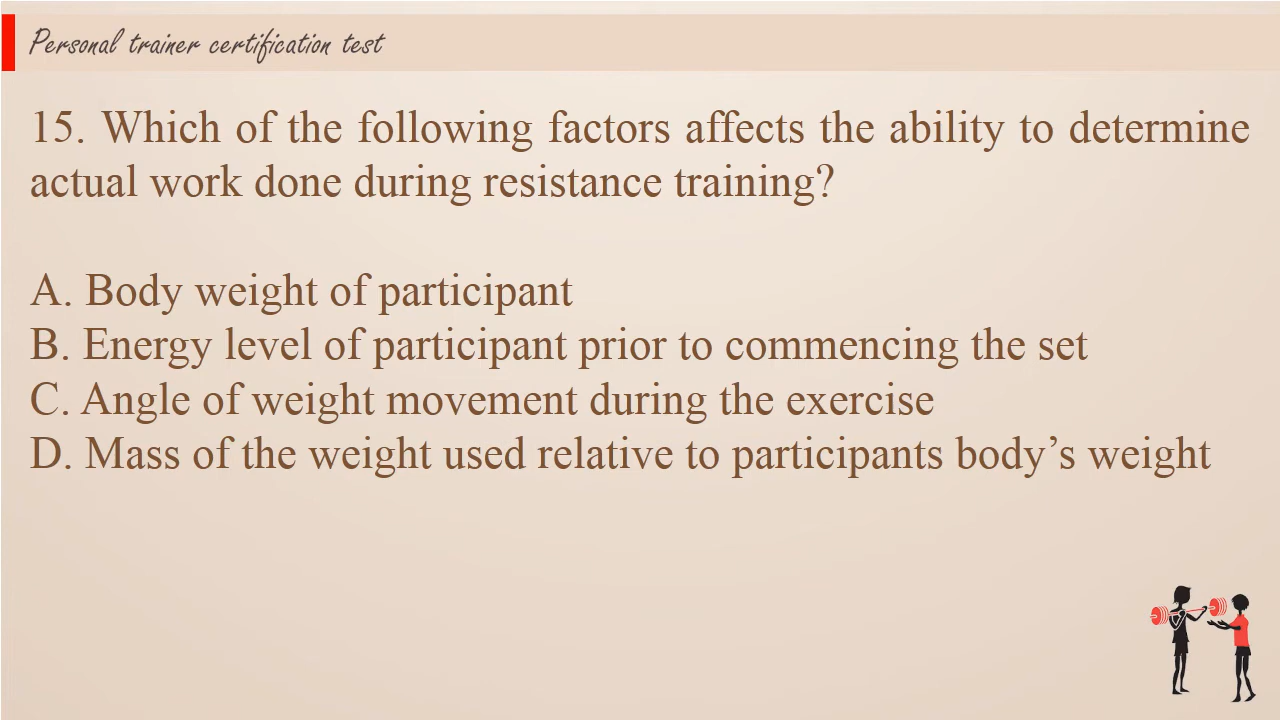 Personal trainer certification test
15. Which of the following factors affects the ability to determine
actual work done during resistance training?
A. Body weight of participant
B. Energy level of participant prior to commencing the set
C. Angle of weight movement during the exercise
D. Mass of the weight used relative to participants body’s weight